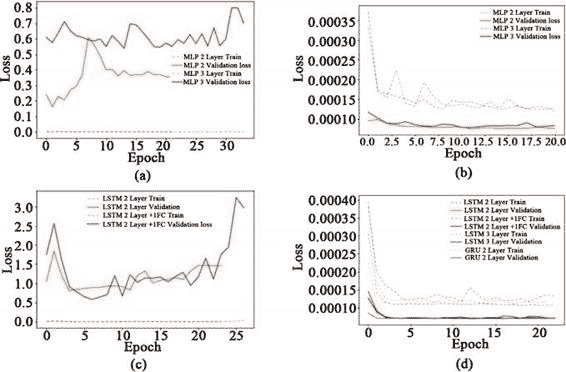 0.8
0.7
0.6
0.5
0.4
0.3
0.2
0.1
0.0
Loss
MLP 2 Layer Train
MLP 2 Validation loss
MLP 3 Layer Train
MLP 3 Validation loss
0 5 10 15 20 25 30
Epoch
(a)
0.00035
0.00030
0.00025
0.00020
0.00015
0.00010
Loss
MLP 2 Layer Train
MLP 2 Validation loss
MLP 3 Layer Train
MLP 3 Validation loss
0.0 2.5 5.0 7.5 10.0 12.5 15.0 17.5 20.0
Epoch
(b)
3.0
2.5
2.0
1.5
1.0
0.5
0.0
Loss
LSTM 2 Layer Train
LSTM 2 Layer Validation
LSTM 2 Layer +1FC Train
LSTM 2 Layer +1FC Validation loss
0 5 10 15 20 25
Epoch
(c)
0.00040
0.00035
0.00030
0.00025
0.00020
0.00015
0.00010
Loss
LSTM 2 Layer Train
LSTM 2 Layer Validation
LSTM 2 Layer +1FC Train
LSTM 2 Layer +1FC Validation
LSTM 3 Layer Train
LSTM 3 Layer Validation
GRU 2 Layer Train
GRU 2 Layer Validation
0 5 10 15 20
Epoch
(d)